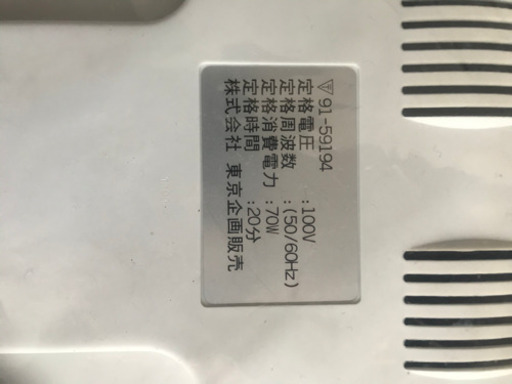 ▽91-59194
定格電圧 :100V
定格周波数 :(50/60Hz)
定格消費電力 :70W
定格時間 :20分
株式会社 東京企画販売